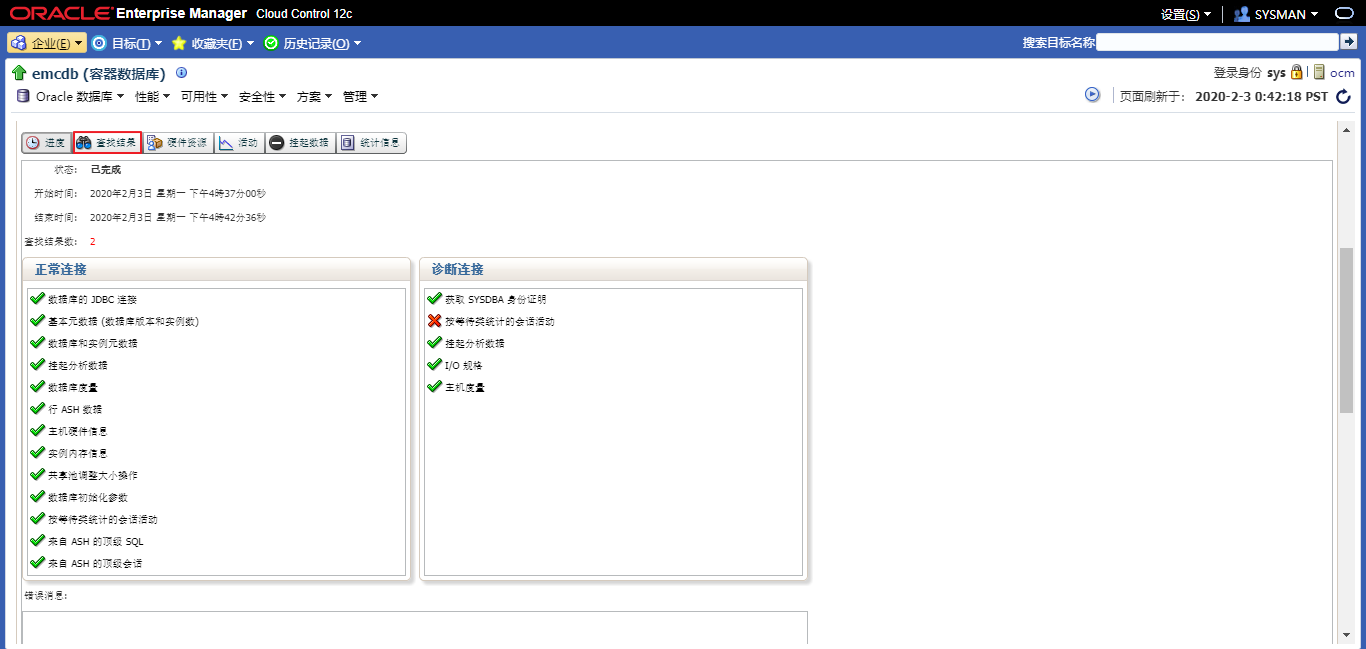 ORACLE Enterprise Manager Cloud Control 12c 设置(S) SYSMAN
企业(E) 目标(T) 收藏夹(F) 历史记录(O) 搜索目标名称
emcdb (容器数据库) 登录身份 sys ocm
Oracle 数据库 性能 可用性 安全性 方案 管理 页面刷新于: 2020-2-3 0:42:18 PST
进度 查找结果 硬件资源 活动 挂起数据 统计信息
状态: 已完成
开始时间: 2020年2月3日 星期一 下午4時37分00秒
结束时间: 2020年2月3日 星期一 下午4時42分36秒
查找结果数: 2
正常连接
数据库的 JDBC 连接
基本元数据 (数据库版本和实例数)
数据库和实例元数据
挂起分析数据
数据库度量
行 ASH 数据
主机硬件信息
实例内存信息
共享池调整大小操作
数据库初始化参数
按等待类统计的会话活动
来自 ASH 的顶级 SQL
来自 ASH 的顶级会话
诊断连接
获取 SYSDBA 身份证明
按等待类统计的会话活动
挂起分析数据
I/O 规格
主机度量
错误消息: